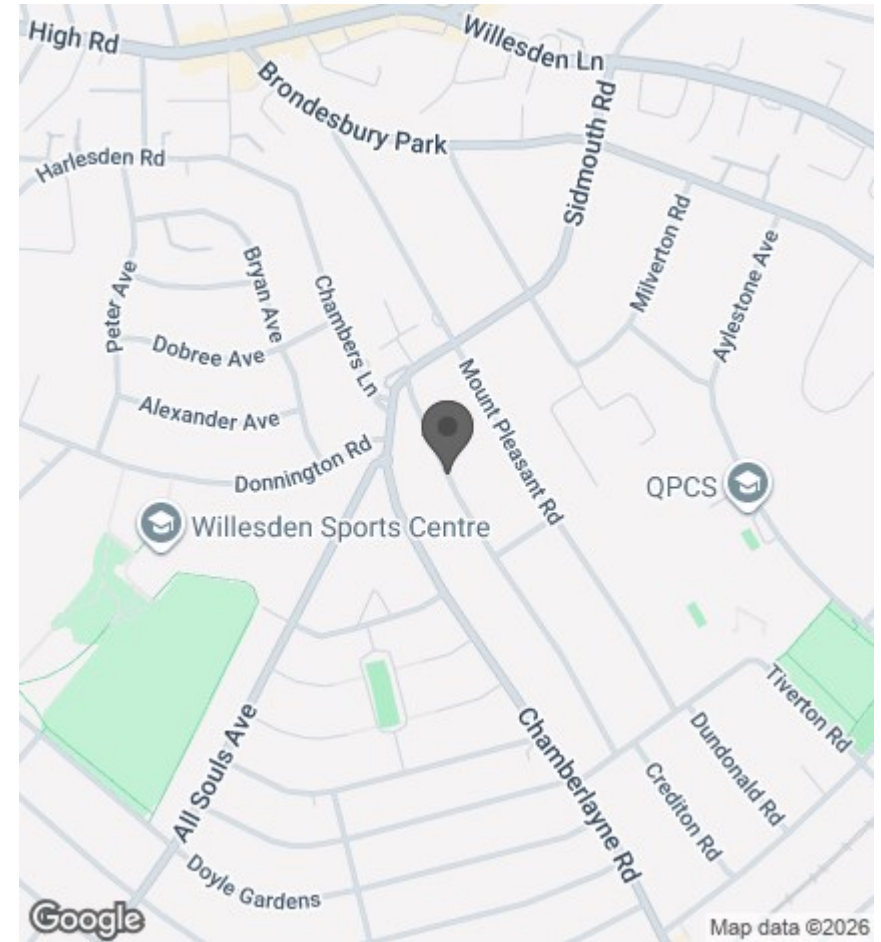 High Rd
Willesden Ln
Brondesbury Park
Sidmouth Rd
Harlesden Rd
Milverton Rd
Aylestone Ave
Bryan Ave
Peter Ave
Chambers Ln
Dobree Ave
Mount Pleasant Rd
Alexander Ave
Donnington Rd
QPCS
Willesden Sports Centre
Tiverton Rd
All Souls Ave
Chamberlayne Rd
Dundonald Rd
Crediton Rd
Doyle Gardens
Google
Map data ©2026